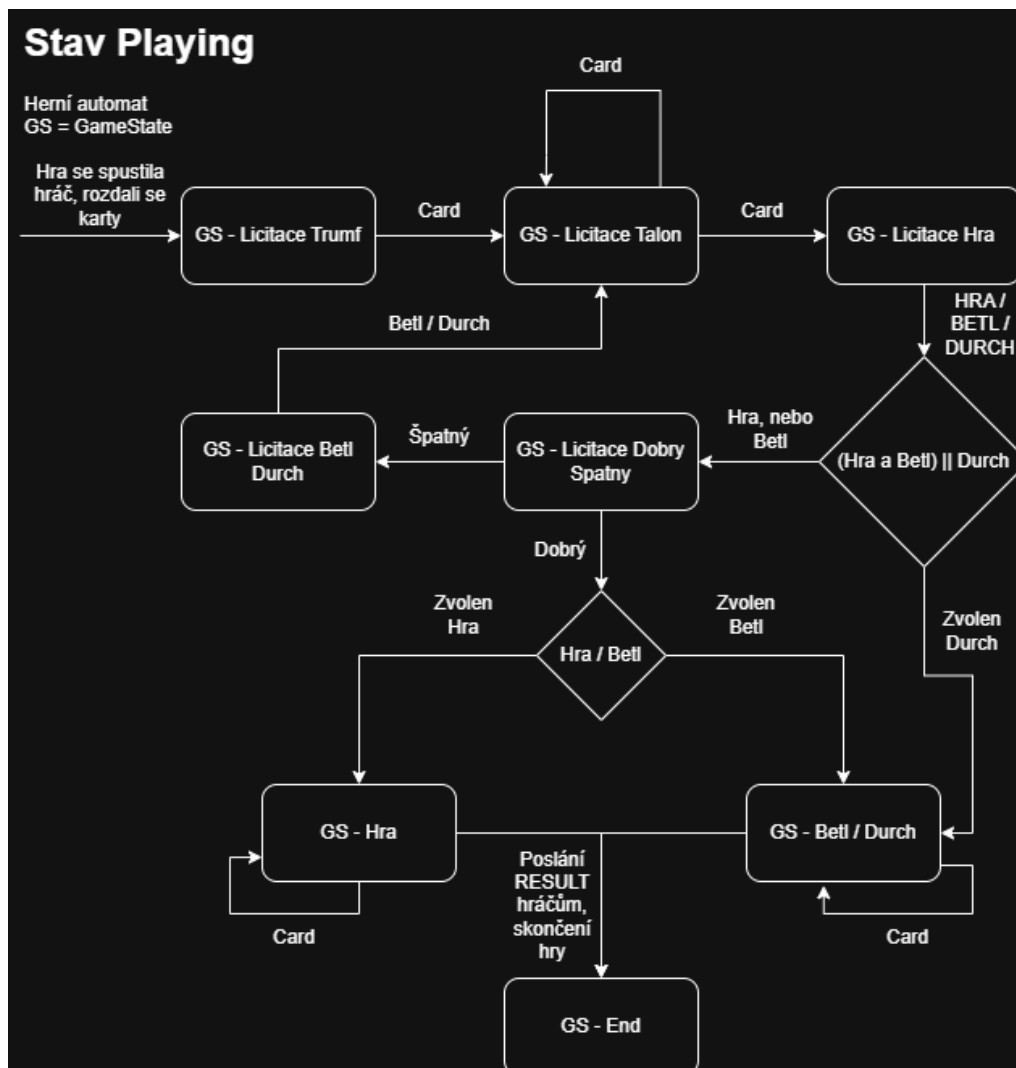 Stav Playing
Herní automat
GS = GameState
Hra se spustila
hráč, rozdali se
karty
GS - Licitace Trumf
Card
Card
GS - Licitace Talon
Card
GS - Licitace Hra
HRA /
BETL /
DURCH
Betl / Durch
GS - Licitace Betl
Durch
Špatný
GS - Licitace Dobry
Spatny
Hra, nebo
Betl
(Hra a Betl) || Durch
Dobrý
Zvolen
Hra
Hra / Betl
Zvolen
Betl
Zvolen
Durch
GS - Hra
Card
Poslání
RESULT
hráčům,
skončení
hry
GS - Betl / Durch
Card
GS - End